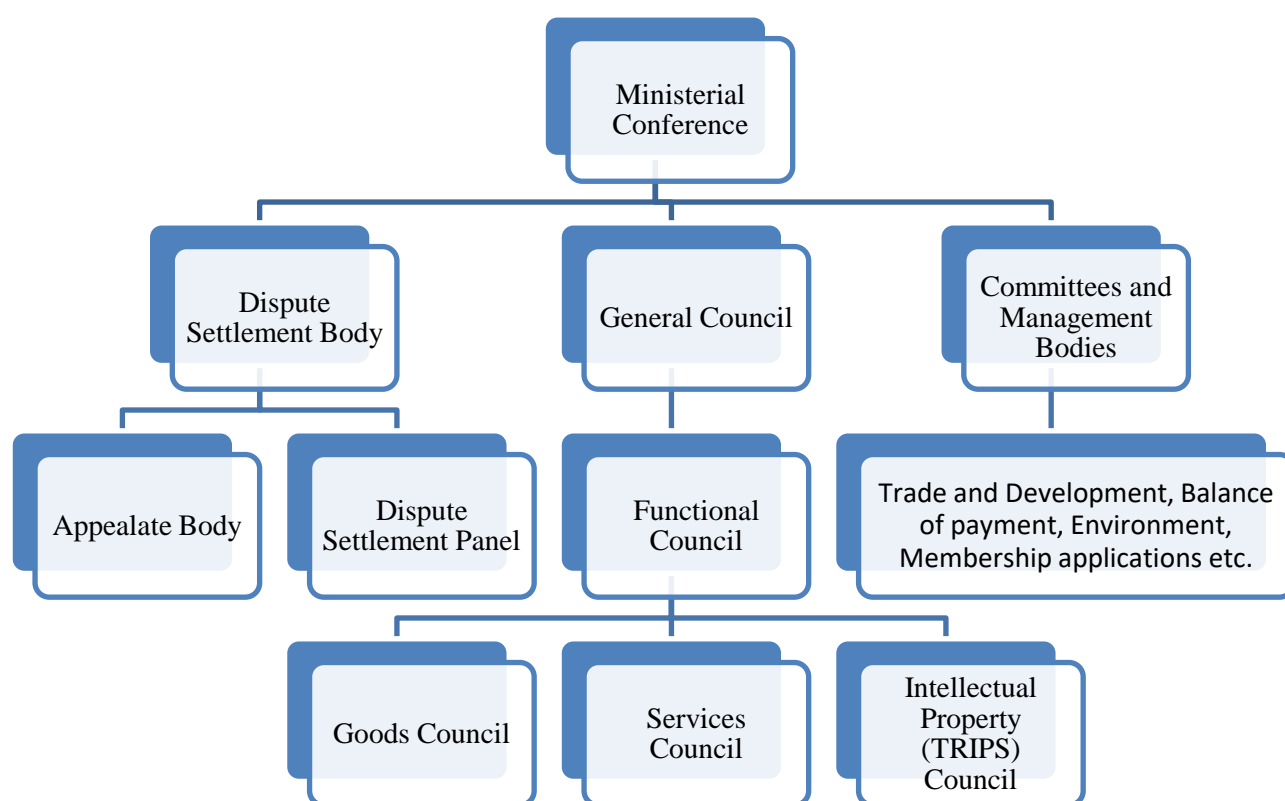 Ministerial
Conference
Dispute
Settlement Body
General Council
Committees and
Management
Bodies
Appealate Body
Dispute
Settlement Panel
Functional
Council
Trade and Development, Balance
of payment, Environment,
Membership applications etc.
Goods Council
Services
Council
Intellectual
Property
(TRIPS)
Council